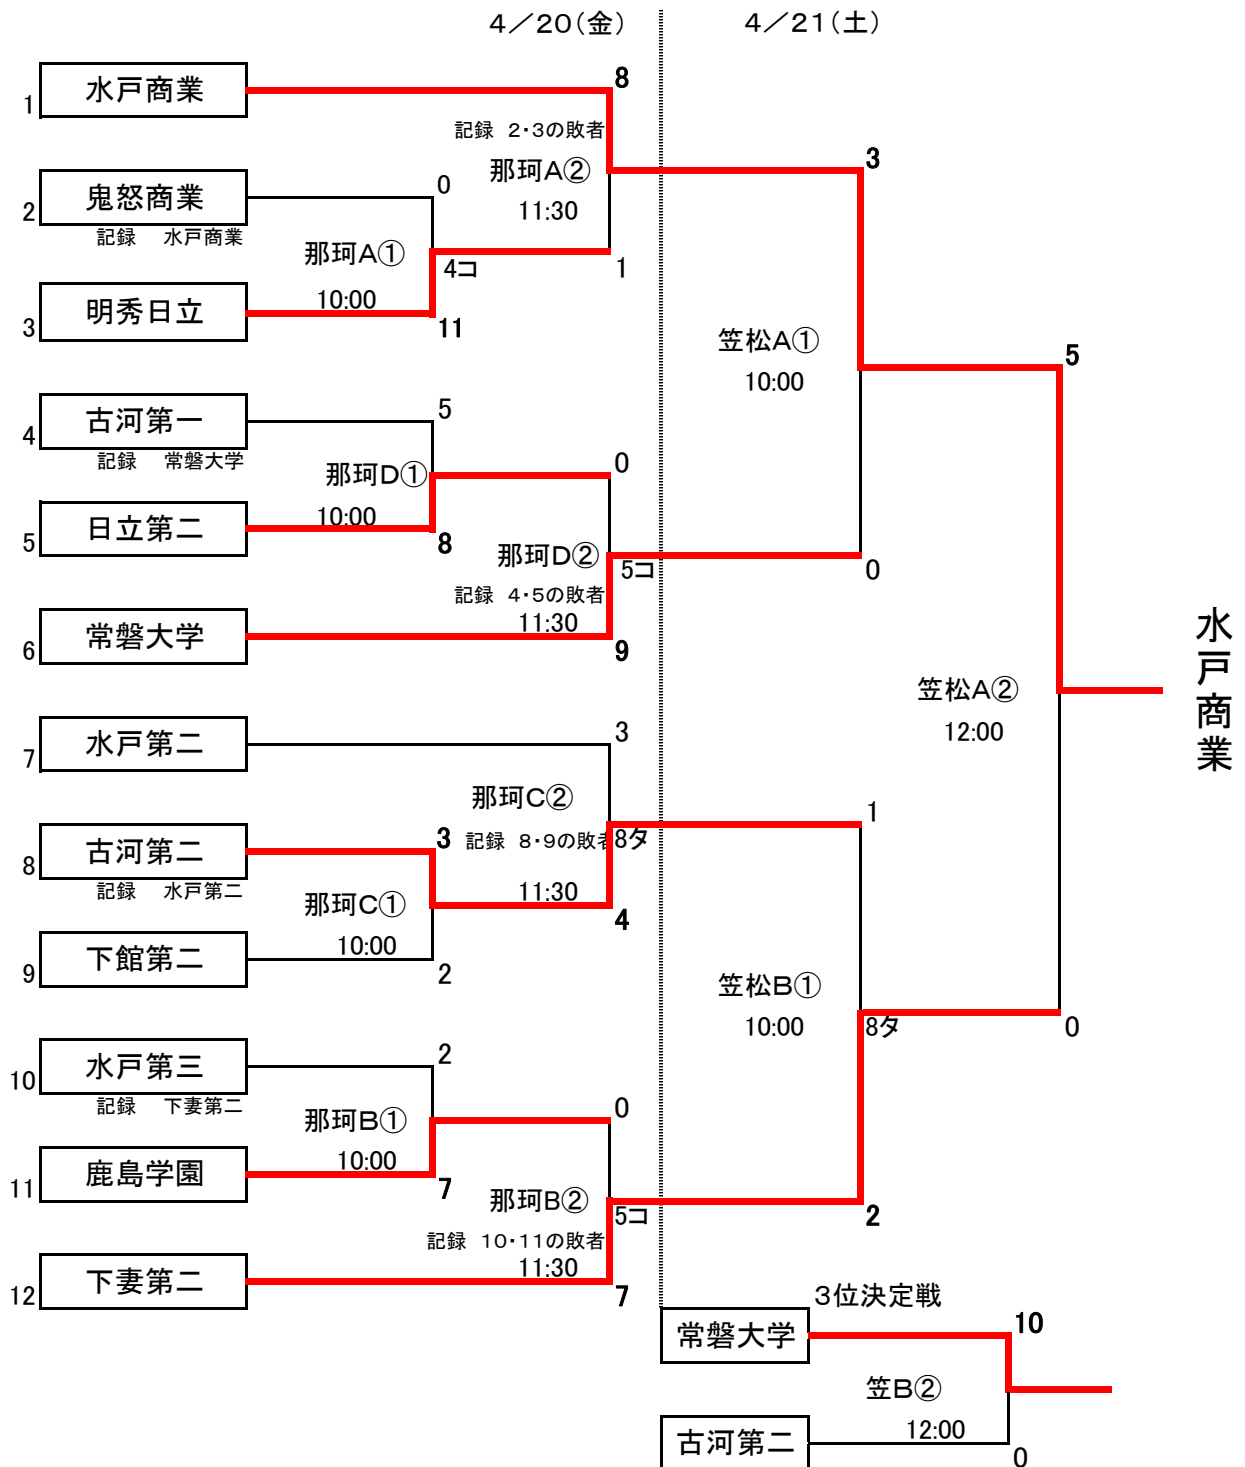 4／20（金）
4／21（土）
1
水戸商業
8
記録 2・3の敗者
那珂A②
11:30
3
2
鬼怒商業
0
記録 水戸商業
那珂A①
10:00
4コ
1
3
明秀日立
11
笠松A①
10:00
5
4
古河第一
5
記録 常磐大学
那珂D①
10:00
0
5
日立第二
8
那珂D②
5コ
0
記録 4・5の敗者
11:30
6
常磐大学
9
水戸商業
笠松A②
12:00
7
水戸第二
3
那珂C②
1
8
古河第二
3
記録 8・9の敗者
8タ
記録 水戸第二
那珂C①
11:30
4
10:00
9
下館第二
2
笠松B①
10:00
8タ
0
10
水戸第三
2
記録 下妻第二
那珂B①
10:00
0
11
鹿島学園
7
那珂B②
5コ
2
記録 10・11の敗者
11:30
12
下妻第二
7
3位決定戦
常磐大学
10
笠B②
12:00
古河第二
0